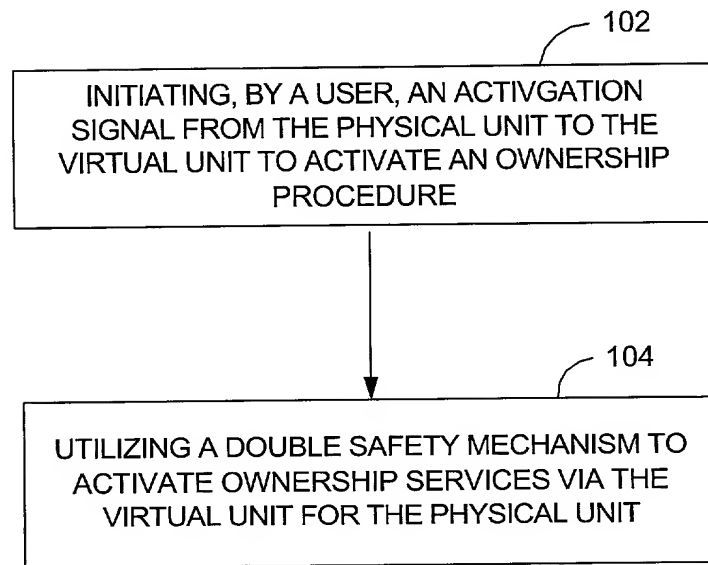 102
INITIATING, BY A USER, AN ACTIVGATION
SIGNAL FROM THE PHYSICAL UNIT TO THE
VIRTUAL UNIT TO ACTIVATE AN OWNERSHIP
PROCEDURE
104
UTILIZING A DOUBLE SAFETY MECHANISM TO
ACTIVATE OWNERSHIP SERVICES VIA THE
VIRTUAL UNIT FOR THE PHYSICAL UNIT